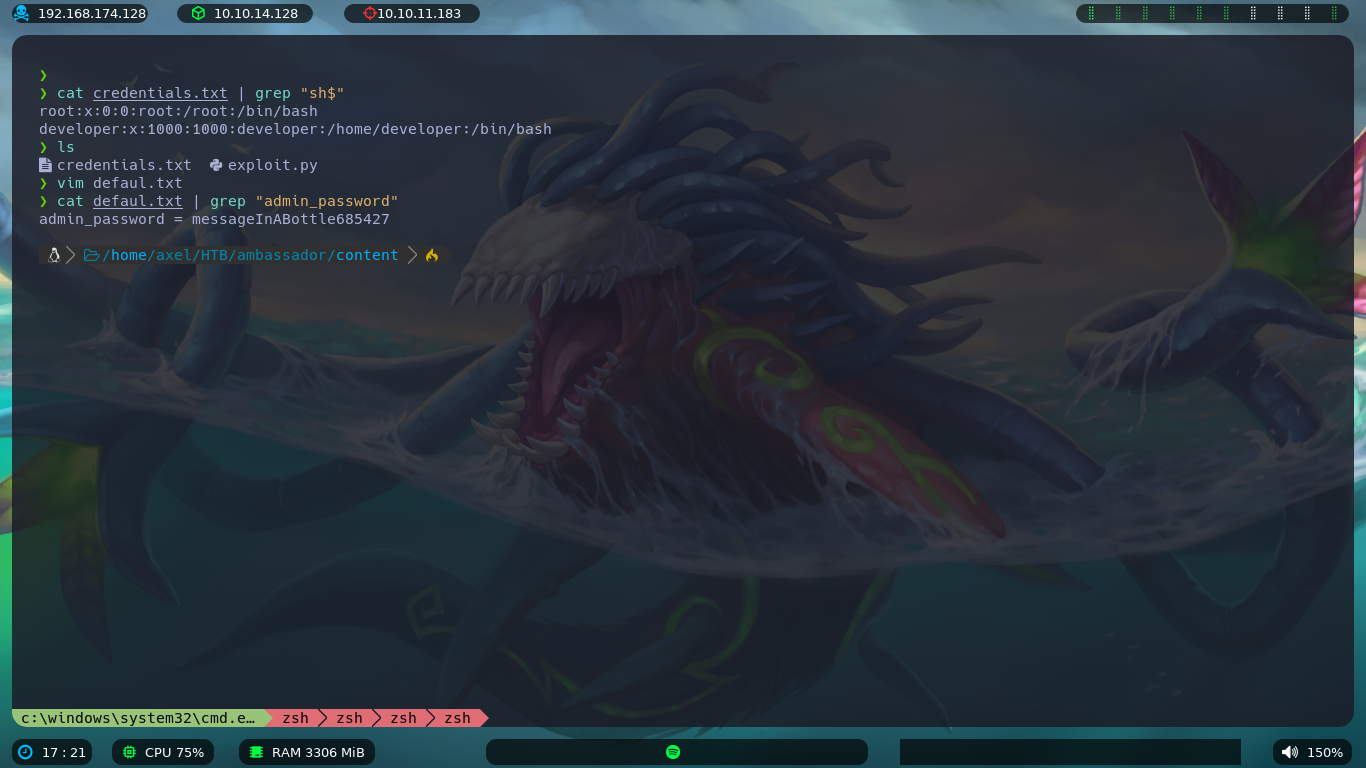 192.168.174.128 10.10.14.128 10.10.11.183
❯
❯ cat credentials.txt | grep "sh$"
root:x:0:0:root:/root:/bin/bash
developer:x:1000:1000:developer:/home/developer:/bin/bash
❯ ls
credentials.txt exploit.py
❯ vim defaul.txt
❯ cat defaul.txt | grep "admin_password"
admin_password = messageInABottle685427
/home/axel/HTB/ambassador/content
c:\windows\system32\cmd.e… zsh zsh zsh zsh
17 : 21 CPU 75% RAM 3306 MiB 150%